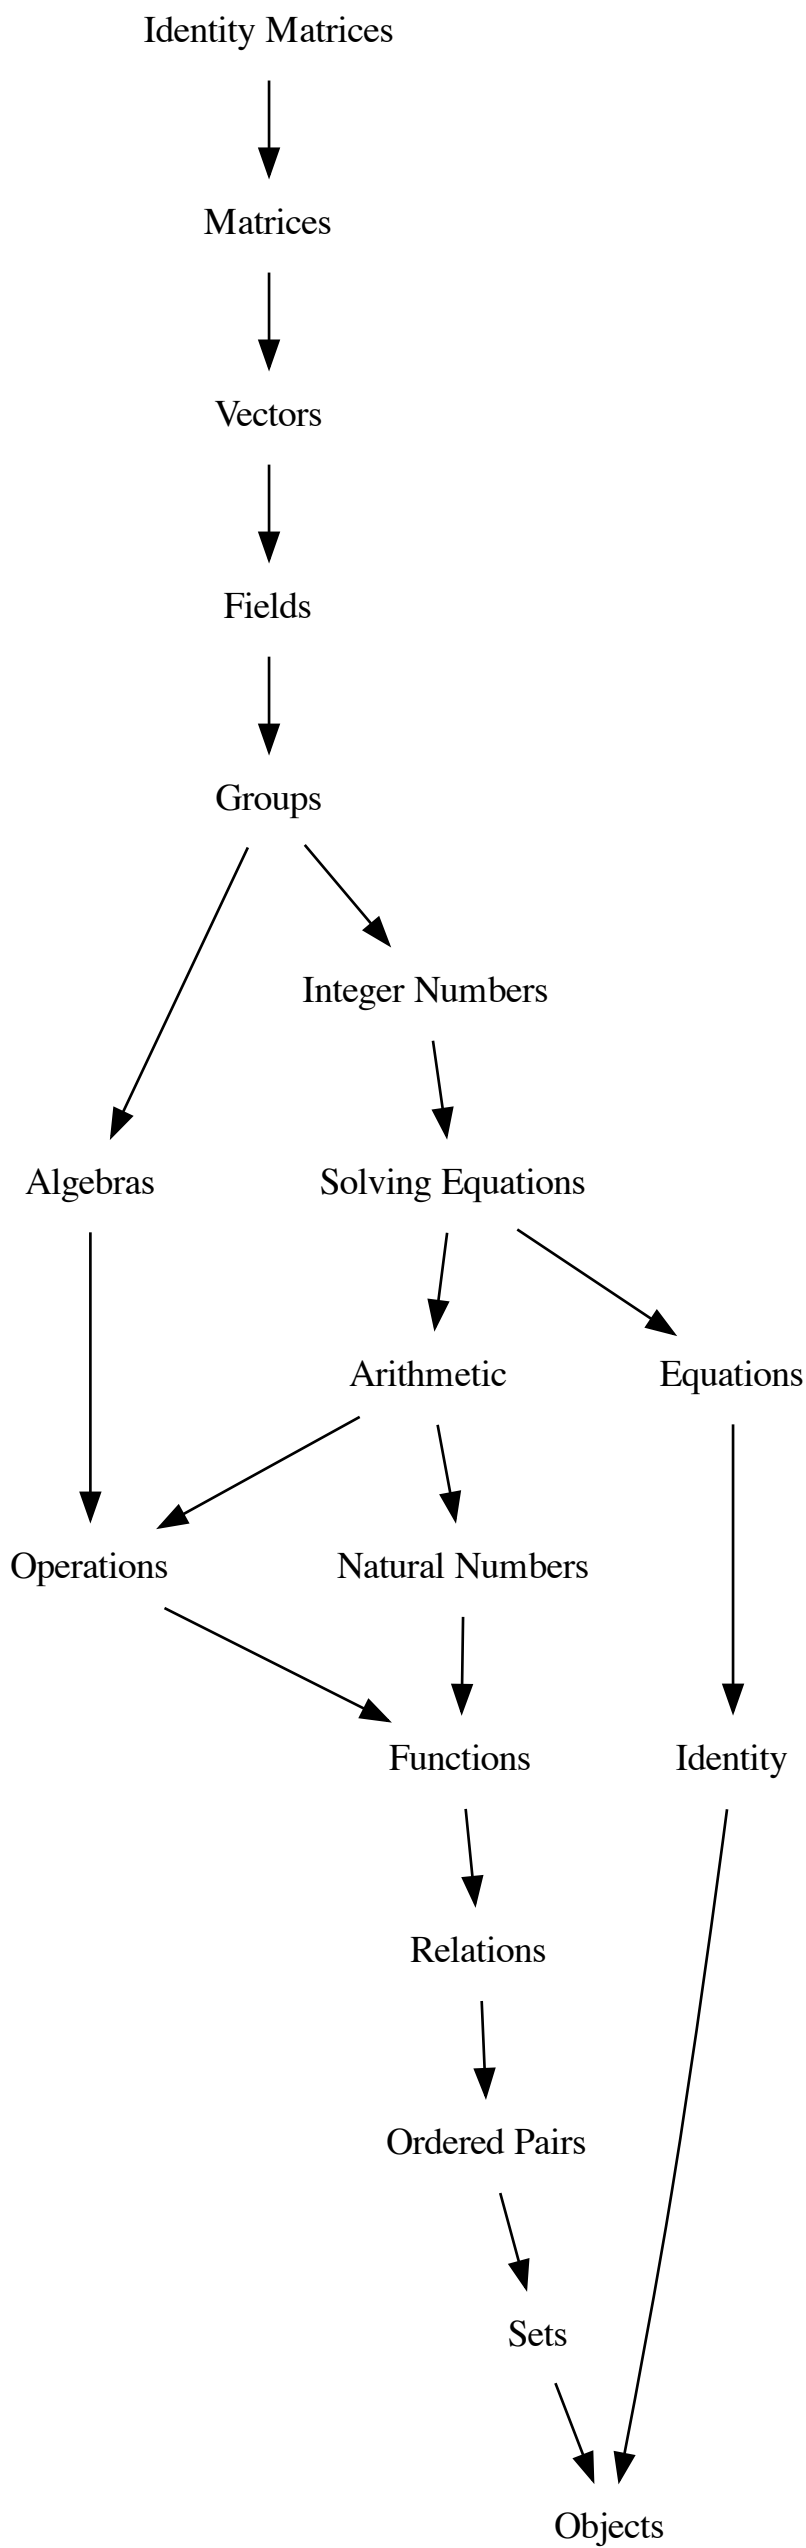 Identity Matrices
Matrices
Vectors
Fields
Groups
Integer Numbers
Algebras
Solving Equations
Arithmetic
Equations
Operations
Natural Numbers
Functions
Identity
Relations
Ordered Pairs
Sets
Objects